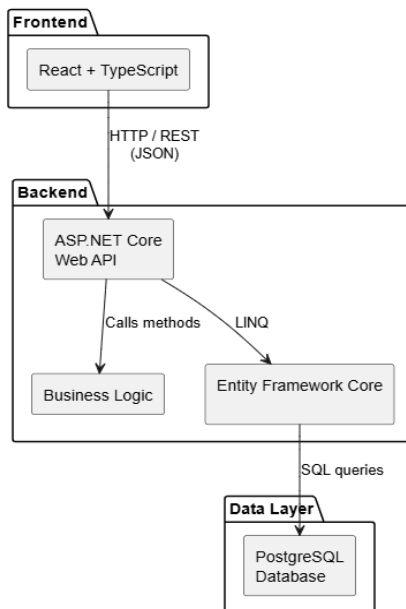 Frontend
React + TypeScript
HTTP / REST
(JSON)
Backend
ASP.NET Core
Web API
Calls methods
LINQ
Business Logic
Entity Framework Core
SQL queries
Data Layer
PostgreSQL
Database